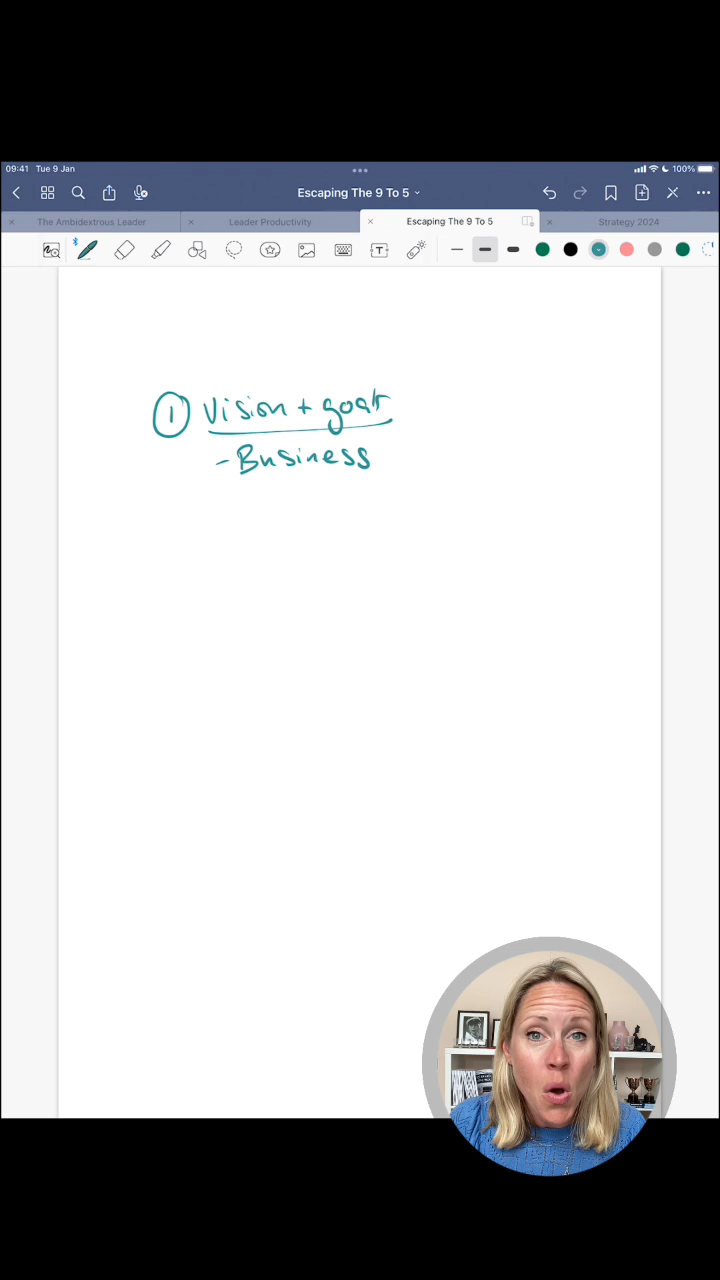 09:41 Tue 9 Jan 100%
Escaping The 9 To 5
The Ambidextrous Leader Leader Productivity Escaping The 9 To 5 Strategy 2024
T
1 Vision + goals
- Business